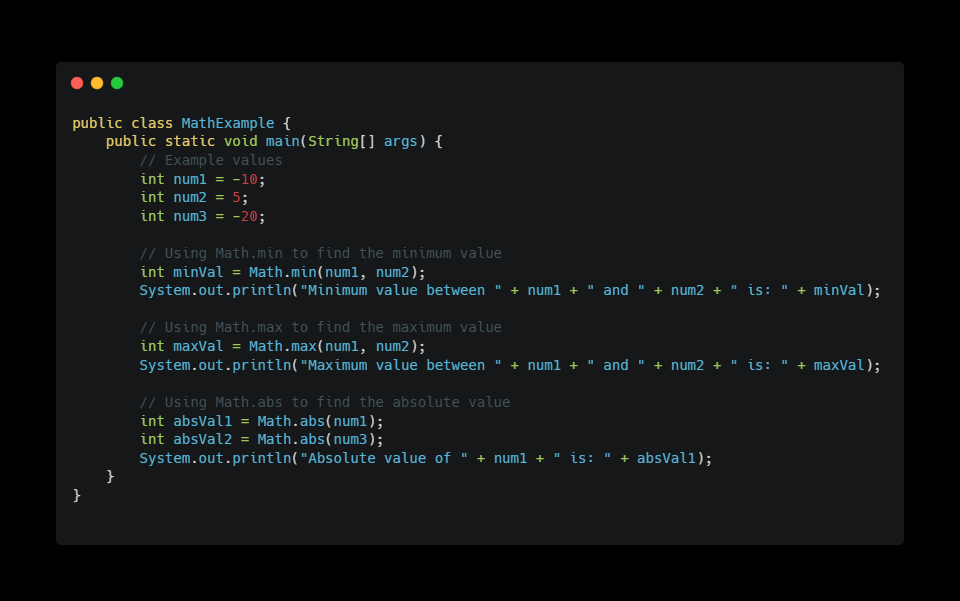 public class MathExample {
    public static void main(String[] args) {
        // Example values
        int num1 = -10;
        int num2 = 5;
        int num3 = -20;

        // Using Math.min to find the minimum value
        int minVal = Math.min(num1, num2);
        System.out.println("Minimum value between " + num1 + " and " + num2 + " is: " + minVal);

        // Using Math.max to find the maximum value
        int maxVal = Math.max(num1, num2);
        System.out.println("Maximum value between " + num1 + " and " + num2 + " is: " + maxVal);

        // Using Math.abs to find the absolute value
        int absVal1 = Math.abs(num1);
        int absVal2 = Math.abs(num3);
        System.out.println("Absolute value of " + num1 + " is: " + absVal1);
    }
}